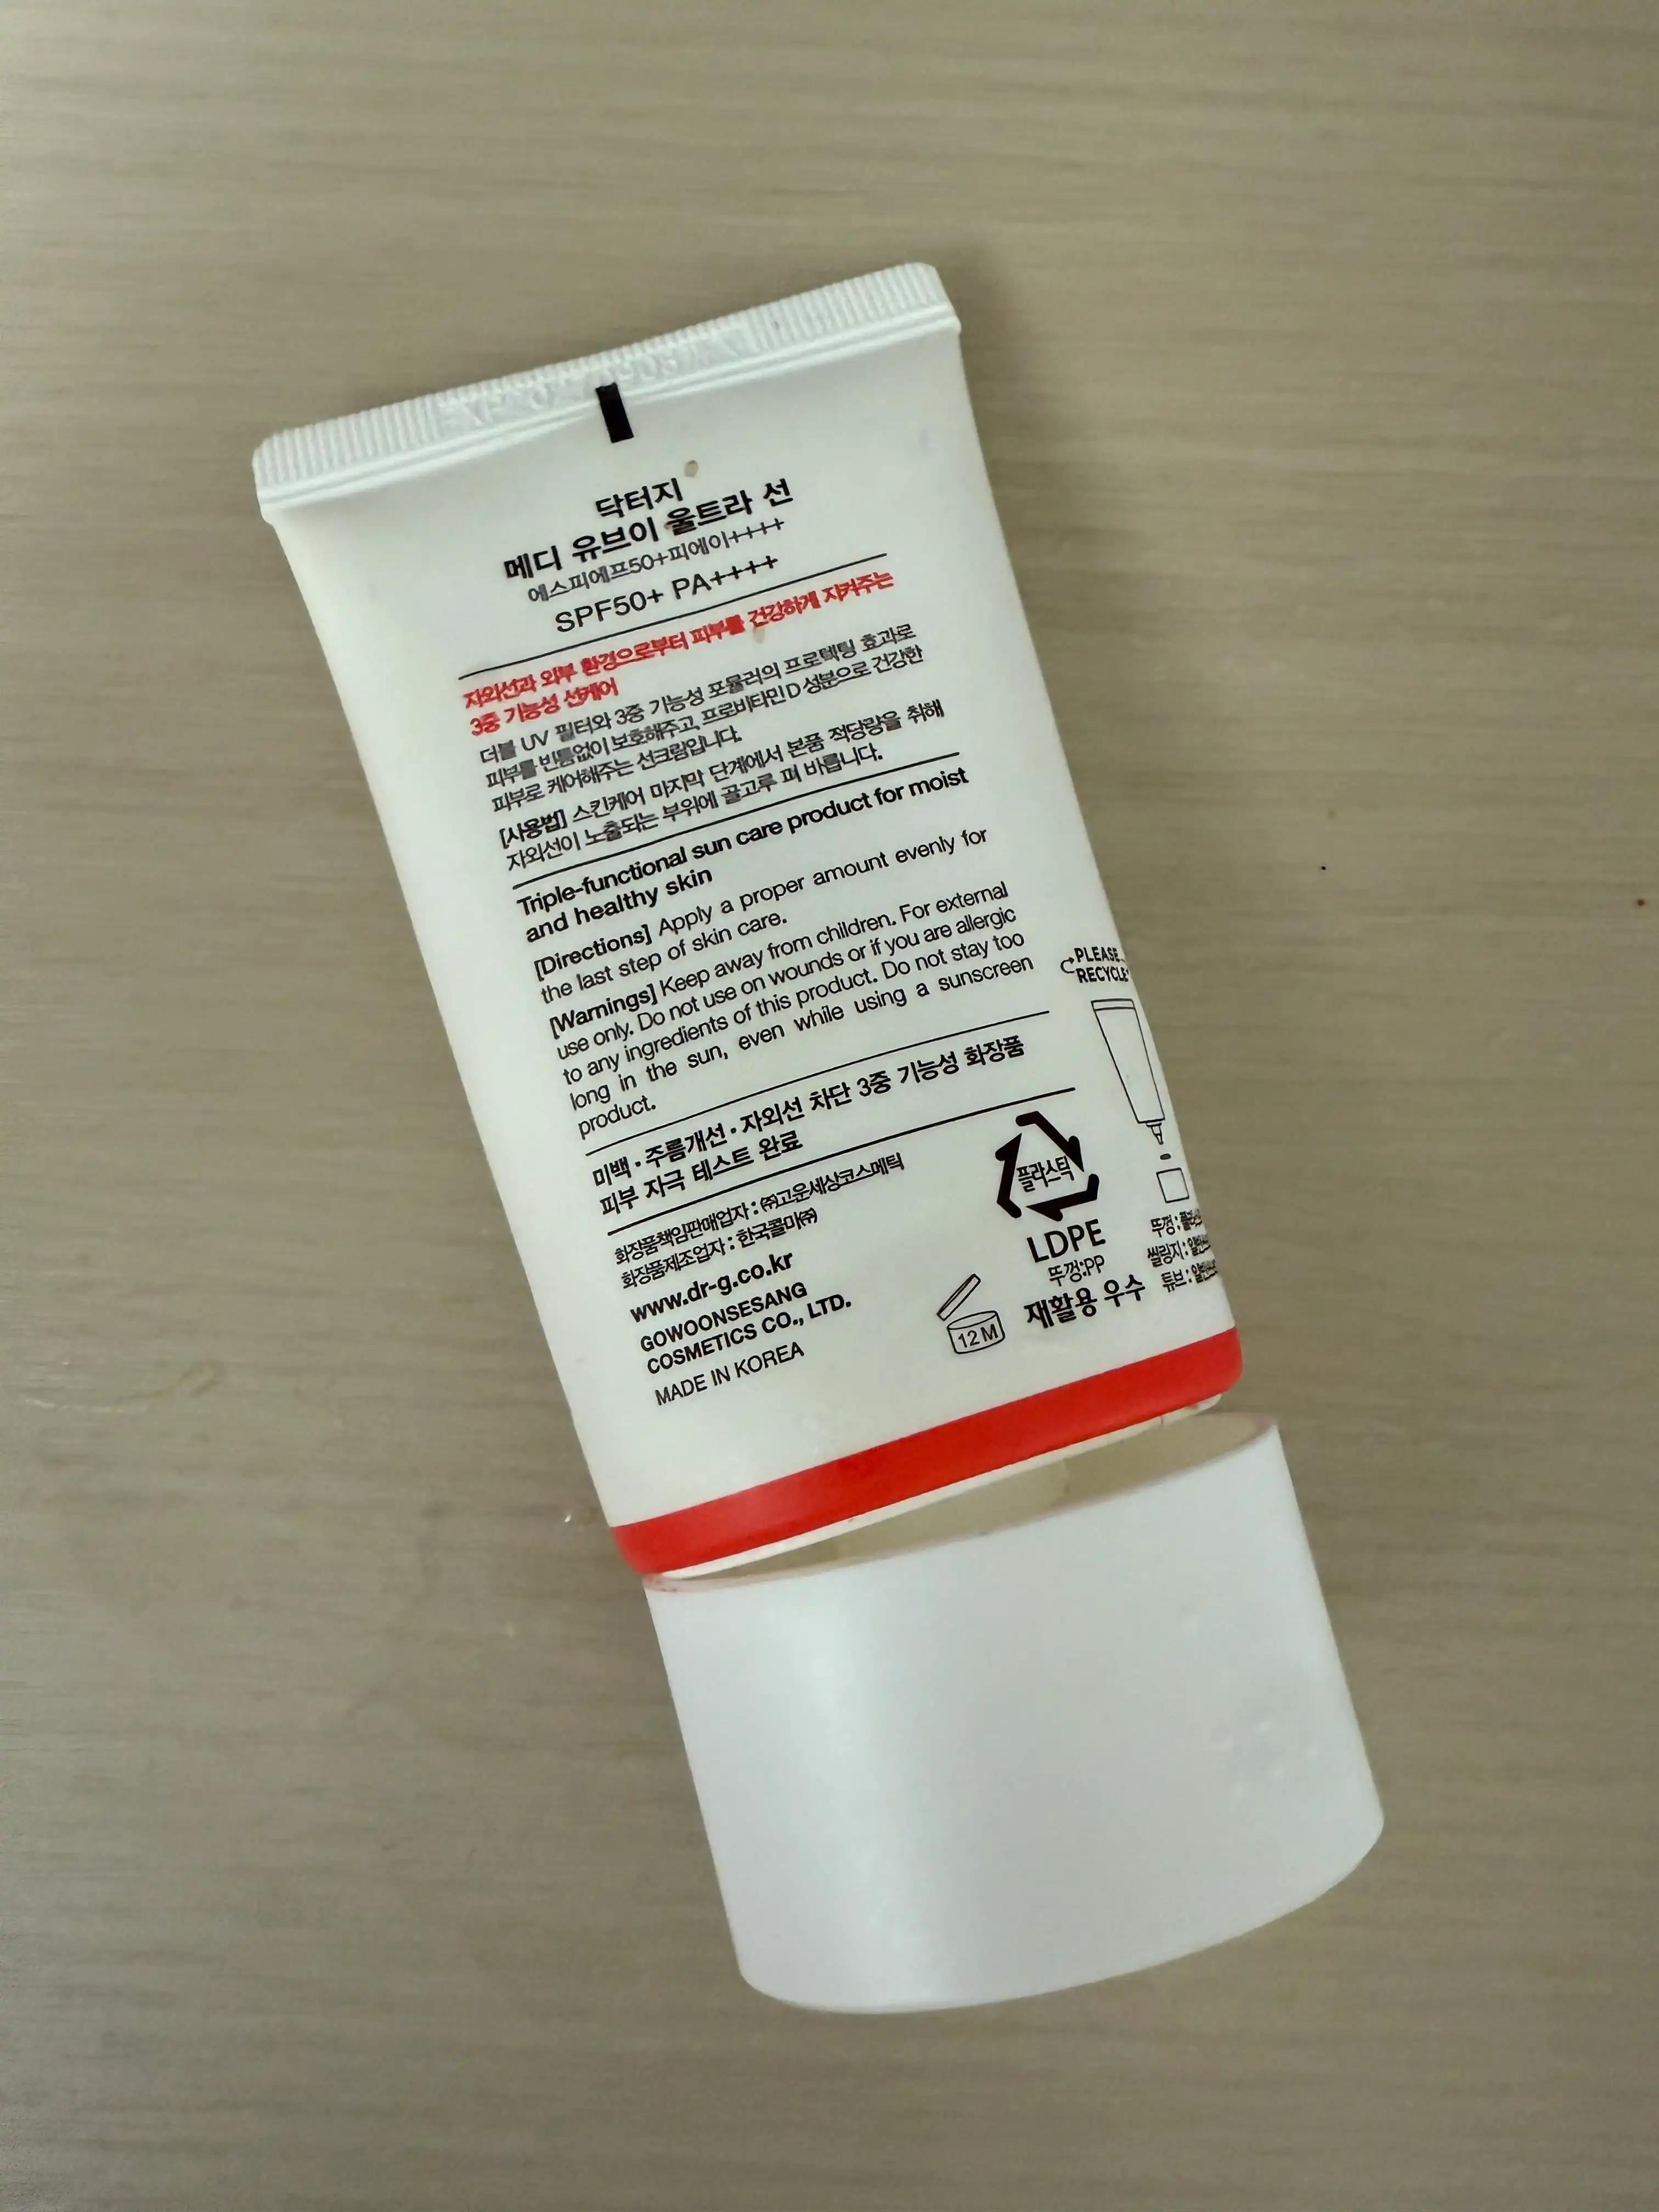 닥터지
메디 유브이 울트라 선
에스피에프50+피에이++++
SPF50+ PA++++
자외선과 외부 환경으로부터 피부를 건강하게 지켜주는
3중 기능성 선케어
더블 UV 필터와 3중 기능성 포뮬러의 프로텍팅 효과로
피부를 빈틈없이 보호해주고, 프로비타민 D 성분으로 건강한
피부로 케어해주는 선크림입니다.
[사용법] 스킨케어 마지막 단계에서 본품 적당량을 취해
자외선이 노출되는 부위에 골고루 펴 바릅니다.
Triple-functional sun care product for moist
and healthy skin
[Directions] Apply a proper amount evenly for
the last step of skin care.
[Warnings] Keep away from children. For external
use only. Do not use on wounds or if you are allergic
to any ingredients of this product. Do not stay too
long in the sun, even while using a sunscreen
product.
미백 · 주름개선 · 자외선 차단 3중 기능성 화장품
피부 자극 테스트 완료
화장품책임판매업자 : ㈜고운세상코스메틱
화장품제조업자 : 한국콜마㈜
www.dr-g.co.kr
GOWOONSESANG
COSMETICS CO., LTD.
MADE IN KOREA
12 M
플라스틱
LDPE
뚜껑:PP
재활용 우수
PLEASE
RECYCLE
뚜껑 :
씰링지 :
튜브 :